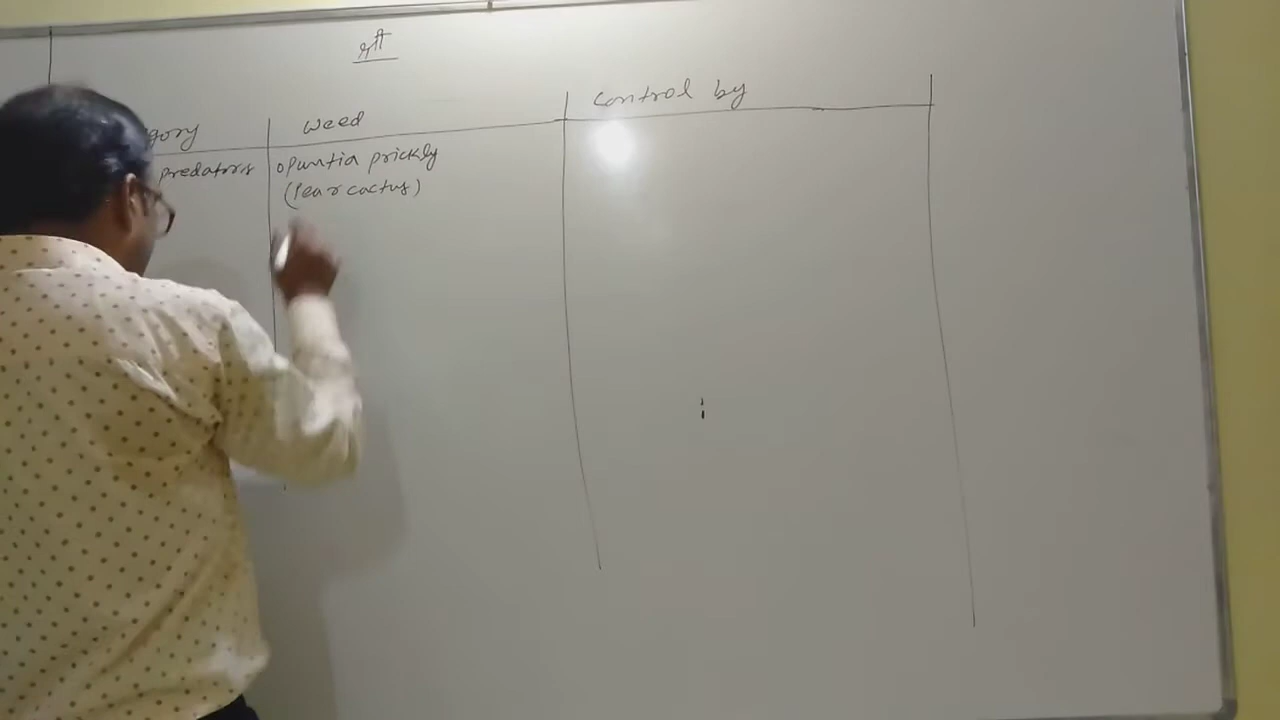 श्री
gory weed control by
predators opuntia prickly
(Pear cactus)